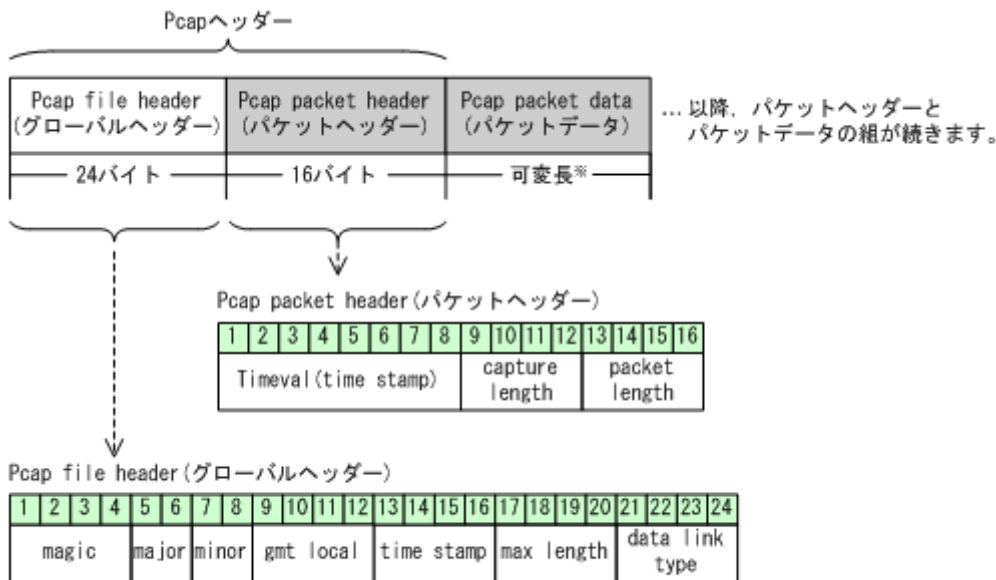 Pcapヘッダー
Pcap file header
(グローバルヘッダー)
Pcap packet header
(パケットヘッダー)
Pcap packet data
(パケットデータ)
… 以降, パケットヘッダーと
パケットデータの組が続きます。
24バイト
16バイト
可変長※
Pcap packet header(パケットヘッダー)
1 2 3 4 5 6 7 8 9 10 11 12 13 14 15 16
Timeval(time stamp)
capture
length
packet
length
Pcap file header(グローバルヘッダー)
1 2 3 4 5 6 7 8 9 10 11 12 13 14 15 16 17 18 19 20 21 22 23 24
magic
major
minor
gmt local
time stamp
max length
data link
type